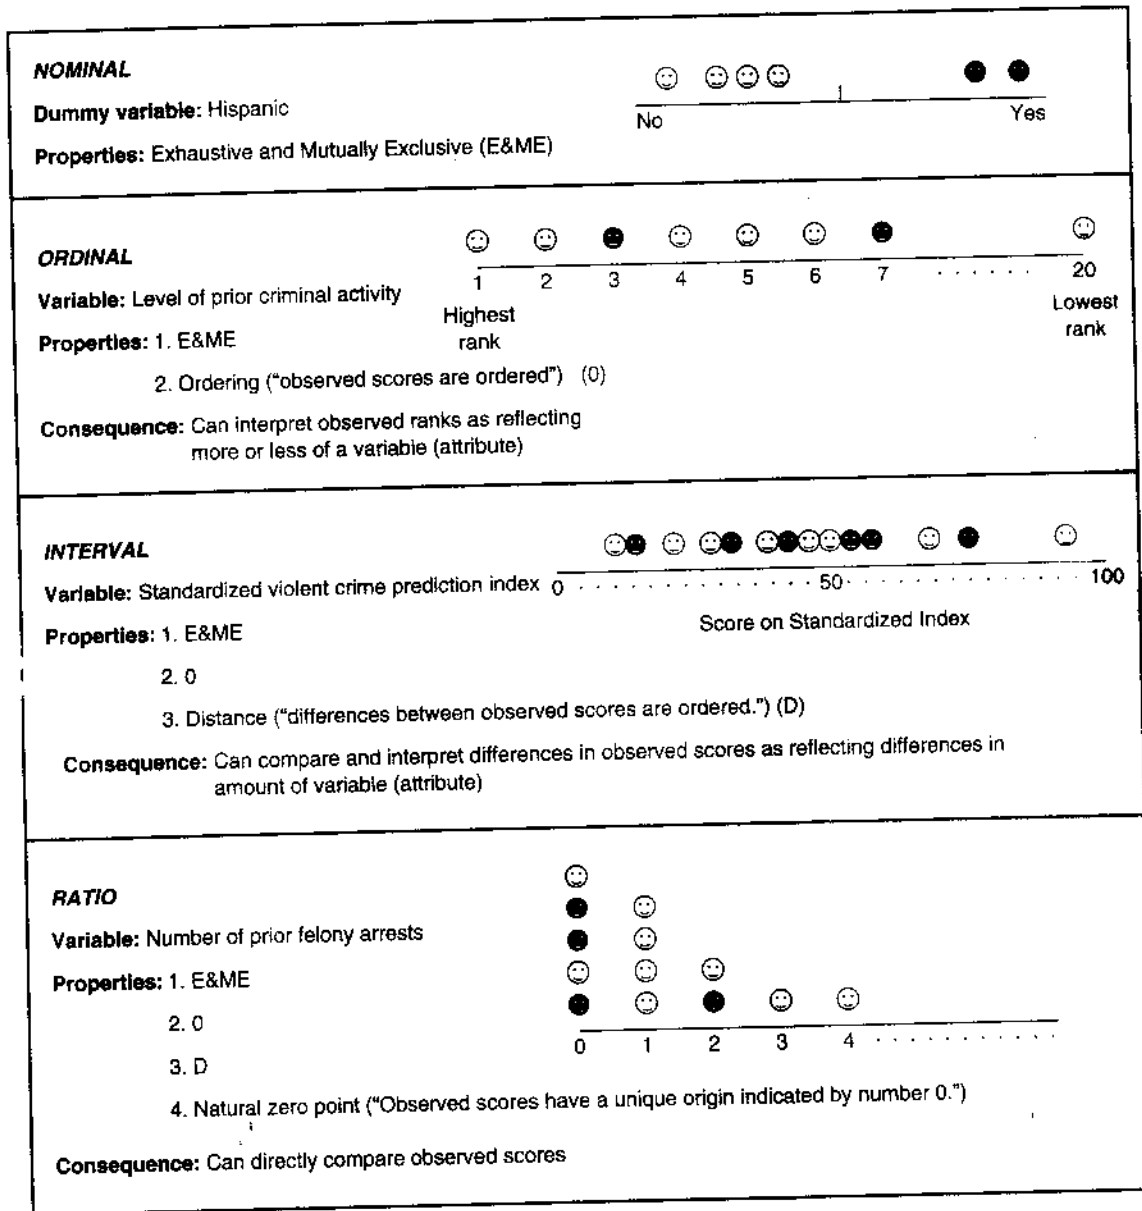 NOMINAL
Dummy variable: Hispanic
No
Yes
Properties: Exhaustive and Mutually Exclusive (E&ME)
ORDINAL
1 2 3 4 5 6 7 · · · · · · 20
Variable: Level of prior criminal activity
Highest
rank
Lowest
rank
Properties: 1. E&ME
2. Ordering ("observed scores are ordered") (0)
Consequence: Can interpret observed ranks as reflecting
more or less of a variable (attribute)
INTERVAL
Variable: Standardized violent crime prediction index
0 · · · · · · · · · · · · · · 50 · · · · · · · · · · · · · · 100
Score on Standardized Index
Properties: 1. E&ME
2. 0
3. Distance ("differences between observed scores are ordered.") (D)
Consequence: Can compare and interpret differences in observed scores as reflecting differences in
amount of variable (attribute)
RATIO
Variable: Number of prior felony arrests
Properties: 1. E&ME
2. 0
0 1 2 3 4 · · · · · · · · · ·
3. D
4. Natural zero point ("Observed scores have a unique origin indicated by number 0.")
Consequence: Can directly compare observed scores